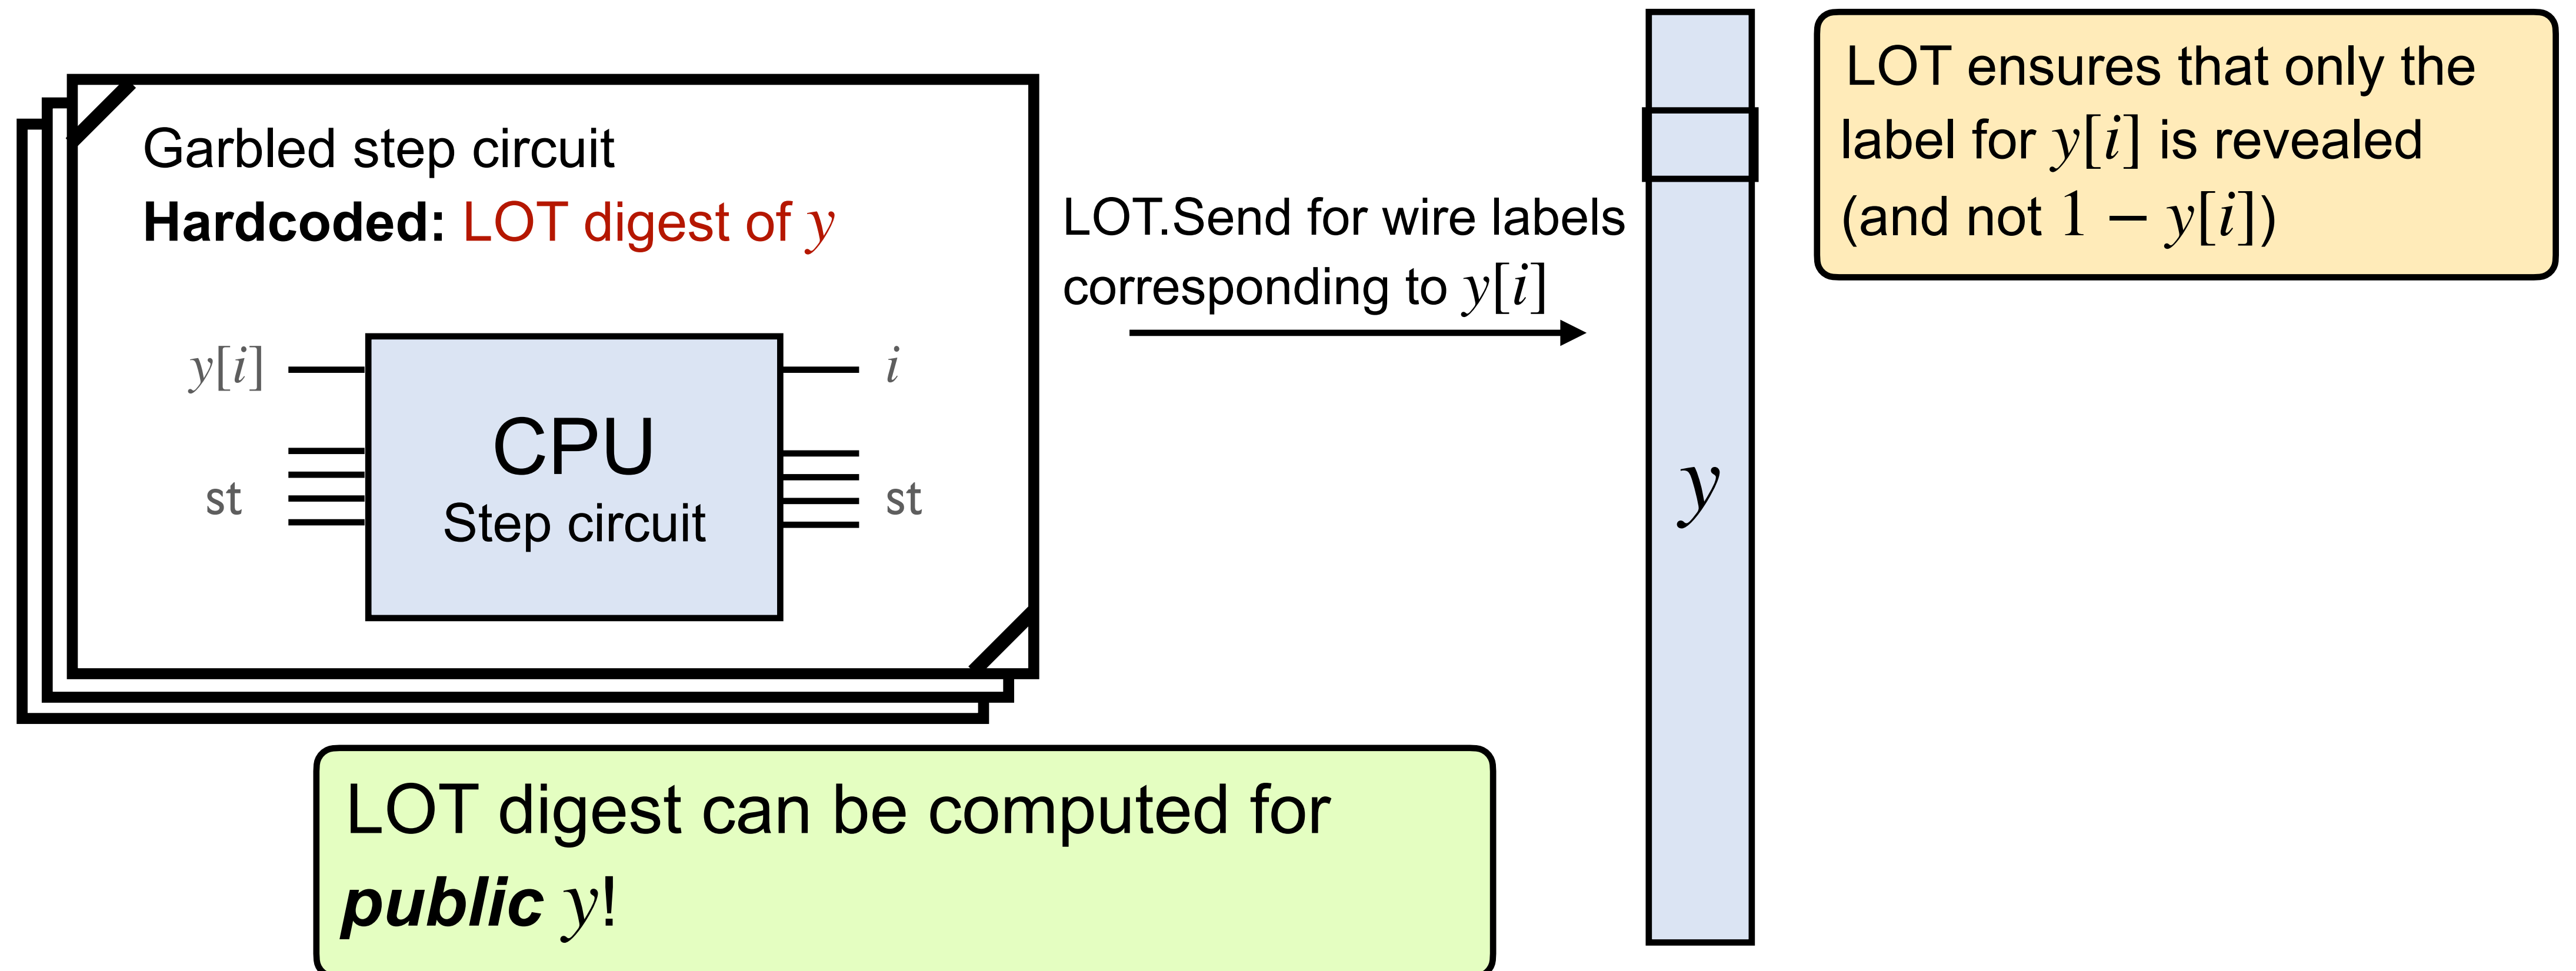 Garbled step circuit
Hardcoded: LOT digest of y
y[i]
i
CPU
Step circuit
st
st
LOT.Send for wire labels
corresponding to y[i]
y
LOT ensures that only the
label for y[i] is revealed
(and not 1 − y[i])
LOT digest can be computed for
public y!